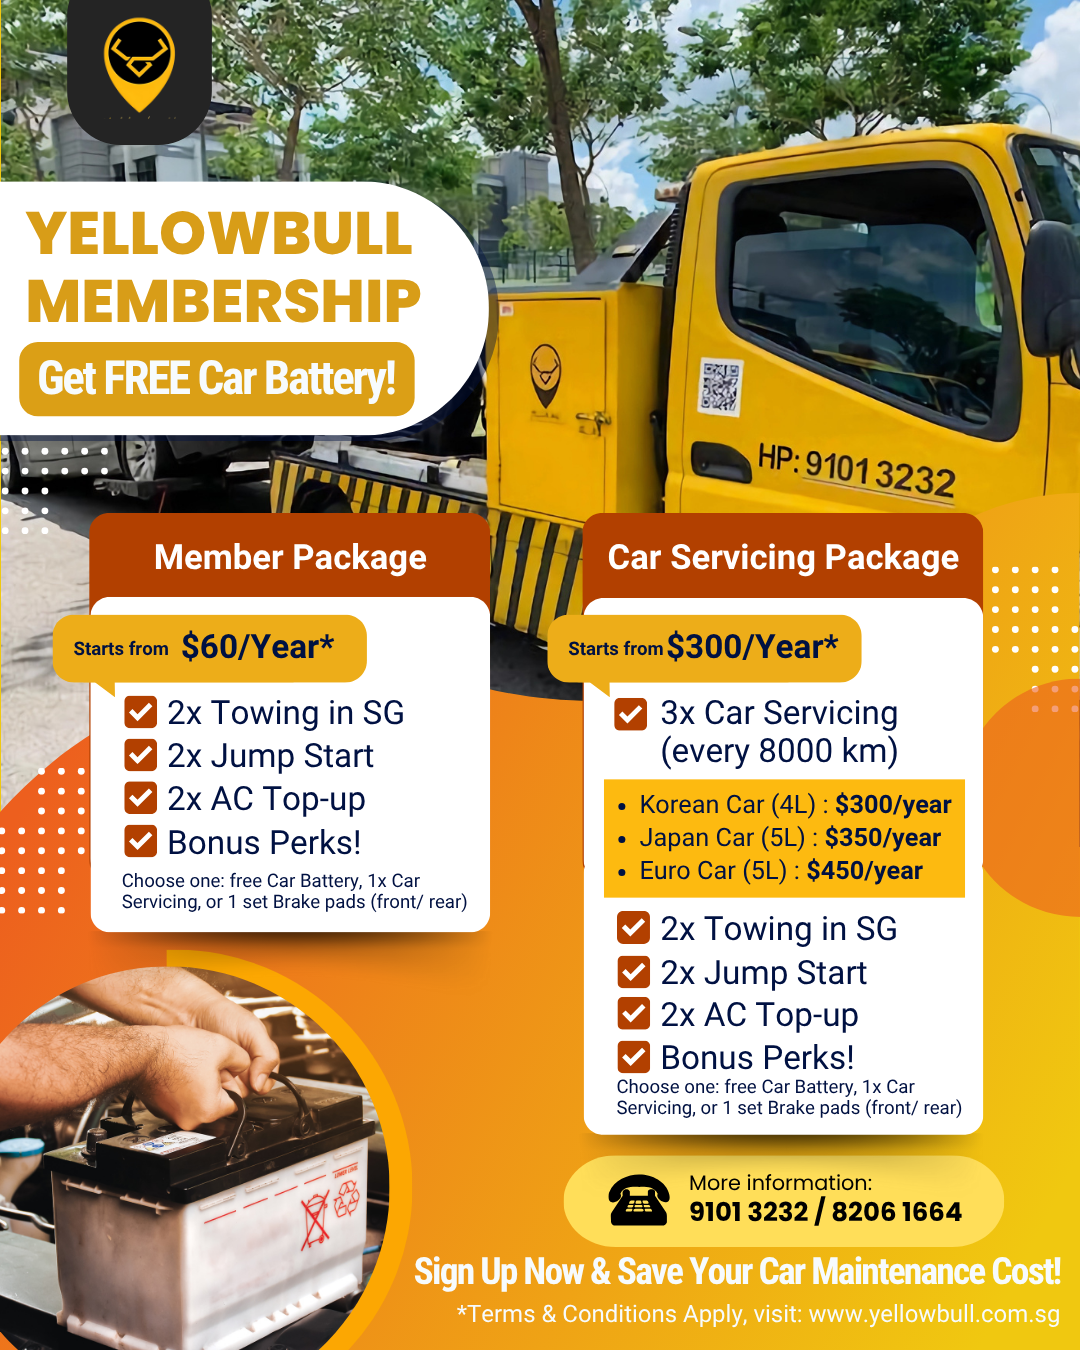 YELLOWBULL
MEMBERSHIP
Get FREE Car Battery!
HP: 9101 3232
Member Package
Starts from $60/Year*
2x Towing in SG
2x Jump Start
2x AC Top-up
Bonus Perks!
Choose one: free Car Battery, 1x Car
Servicing, or 1 set Brake pads (front/ rear)
Car Servicing Package
Starts from $300/Year*
3x Car Servicing
(every 8000 km)
• Korean Car (4L) : $300/year
• Japan Car (5L) : $350/year
• Euro Car (5L) : $450/year
2x Towing in SG
2x Jump Start
2x AC Top-up
Bonus Perks!
Choose one: free Car Battery, 1x Car
Servicing, or 1 set Brake pads (front/ rear)
LOWER LEVEL
More information:
9101 3232 / 8206 1664
Sign Up Now & Save Your Car Maintenance Cost!
*Terms & Conditions Apply, visit: www.yellowbull.com.sg